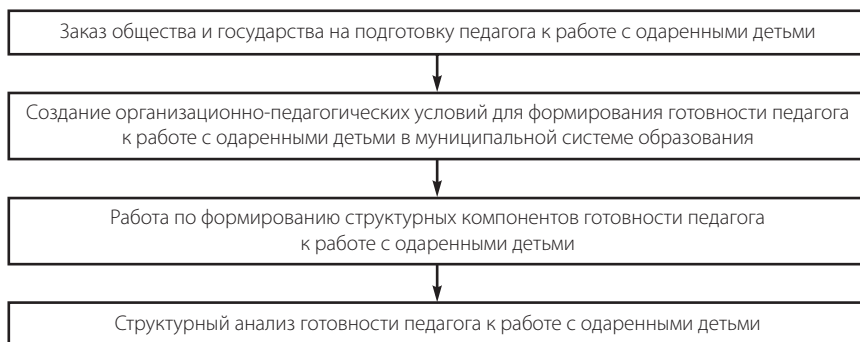 Заказ общества и государства на подготовку педагога к работе с одаренными детьми
Создание организационно-педагогических условий для формирования готовности педагога
к работе с одаренными детьми в муниципальной системе образования
Работа по формированию структурных компонентов готовности педагога
к работе с одаренными детьми
Структурный анализ готовности педагога к работе с одаренными детьми